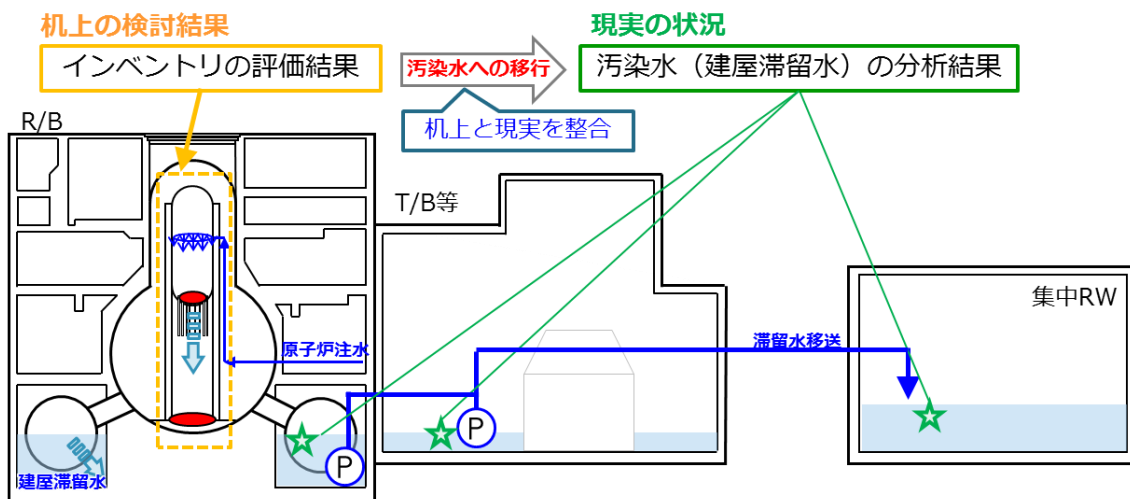 机上の検討結果
現実の状況
インベントリの評価結果
汚染水への移行
汚染水（建屋滞留水）の分析結果
机上と現実を整合
R/B
T/B等
集中RW
原子炉注水
滞留水移送
P
P
建屋滞留水